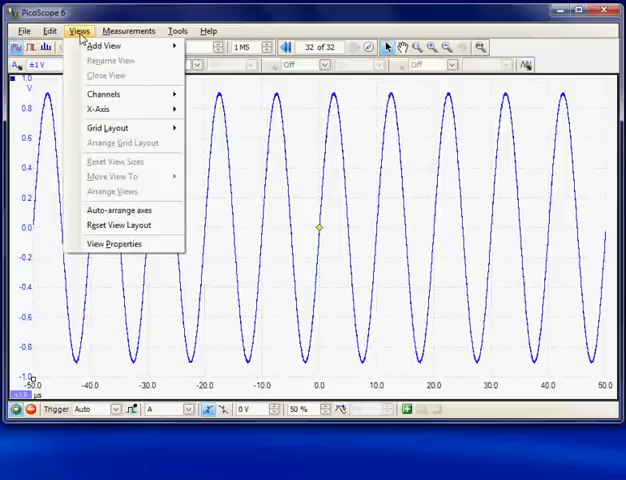 PicoScope 6
File Edit Views Measurements Tools Help
1 MS 32 of 32
±1 V Off Off
Add View
Rename View
Close View
Channels
X-Axis
Grid Layout
Arrange Grid Layout
Reset View Sizes
Move View To
Arrange Views
Auto-arrange axes
Reset View Layout
View Properties
1.0
V
0.8
0.6
0.4
0.2
0.0
-0.2
-0.4
-0.6
-0.8
-1.0
-50.0 -40.0 -30.0 -20.0 -10.0 0.0 10.0 20.0 30.0 40.0 50.0
µs
Trigger Auto A 0 V 50 %